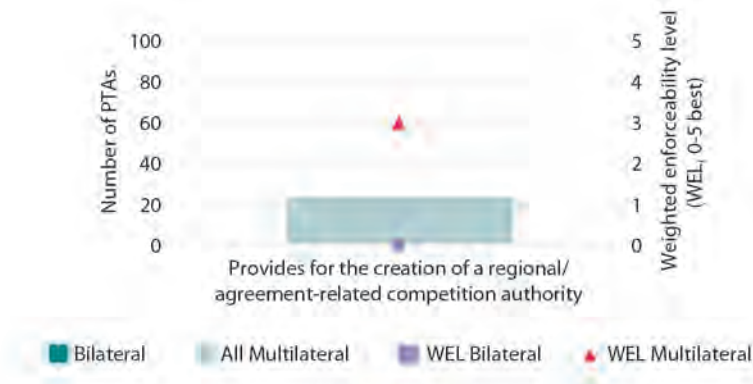 Number of PTAs.
100
80
60
40
20
0
5
4
3
2
1
0
Weighted enforceability level
(WEL, 0-5 best)
Provides for the creation of a regional/
agreement-related competition authority
Bilateral All Multilateral WEL Bilateral WEL Multilateral